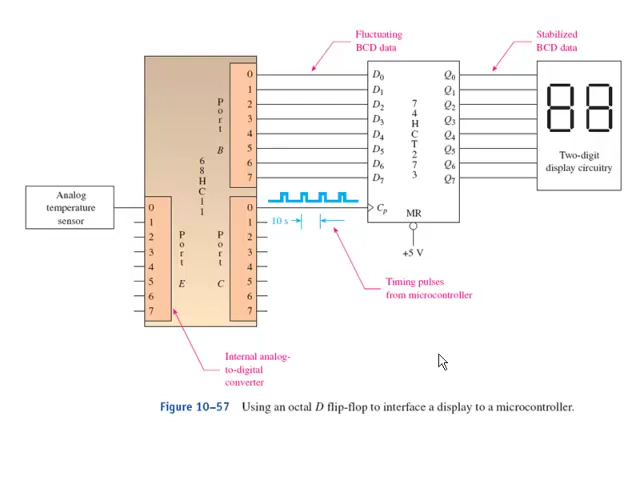 Fluctuating
BCD data
Stabilized
BCD data
0
1
2
3
4
5
6
7
Port B
68HC11
D0
D1
D2
D3
D4
D5
D6
D7
74HCT273
Q0
Q1
Q2
Q3
Q4
Q5
Q6
Q7
Two-digit
display circuitry
Analog
temperature
sensor
0
1
2
3
4
5
6
7
Port E
Port C
0
1
2
3
4
5
6
7
10 s
Cp
MR
+5 V
Timing pulses
from microcontroller
Internal analog-
to-digital
converter
Figure 10–57 Using an octal D flip-flop to interface a display to a microcontroller.